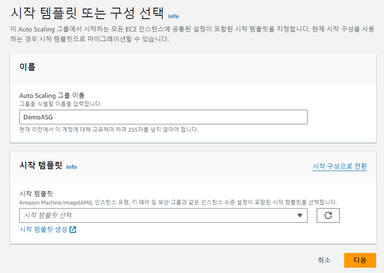 시작 템플릿 또는 구성 선택 Info
이 Auto Scaling 그룹에서 시작하는 모든 EC2 인스턴스에 공통된 설정이 포함된 시작 템플릿을 지정합니다. 현재 시작 구성을 사용
하는 경우 시작 템플릿으로 마이그레이션할 수 있습니다.
이름
Auto Scaling 그룹 이름
그룹을 식별할 이름을 입력합니다.
DemoASG
현재 리전에서 이 계정에 대해 고유해야 하며 255자를 넘지 않아야 합니다.
시작 템플릿 Info
시작 구성으로 전환
시작 템플릿
Amazon Machine Image(AMI), 인스턴스 유형, 키 페어 및 보안 그룹과 같은 인스턴스 수준 설정이 포함된 시작 템플릿을 선택합니다.
시작 템플릿 선택
시작 템플릿 생성
취소
다음